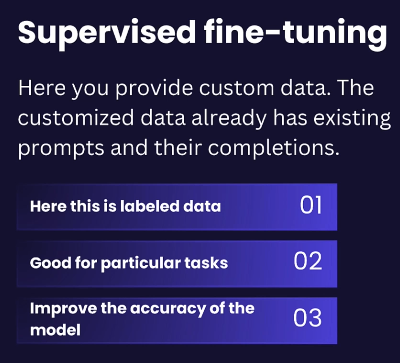 Supervised fine-tuning
Here you provide custom data. The
customized data already has existing
prompts and their completions.
Here this is labeled data 01
Good for particular tasks 02
Improve the accuracy of the
model 03